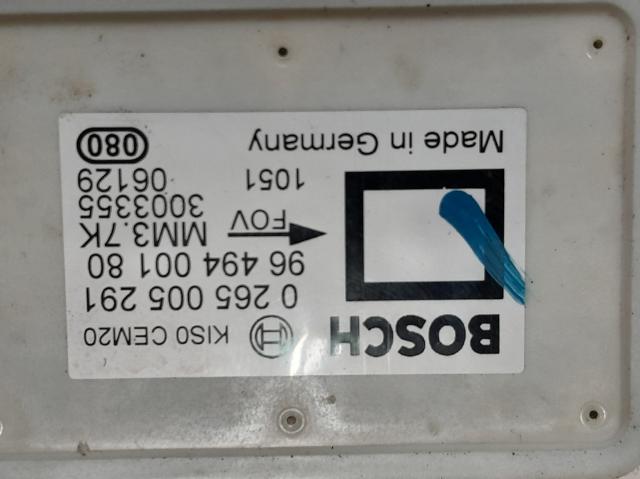 BOSCH KISO CEM20
0 265 005 291
96 494 001 80
FOV MM3.7K
3003355
1051 06129
Made in Germany 080